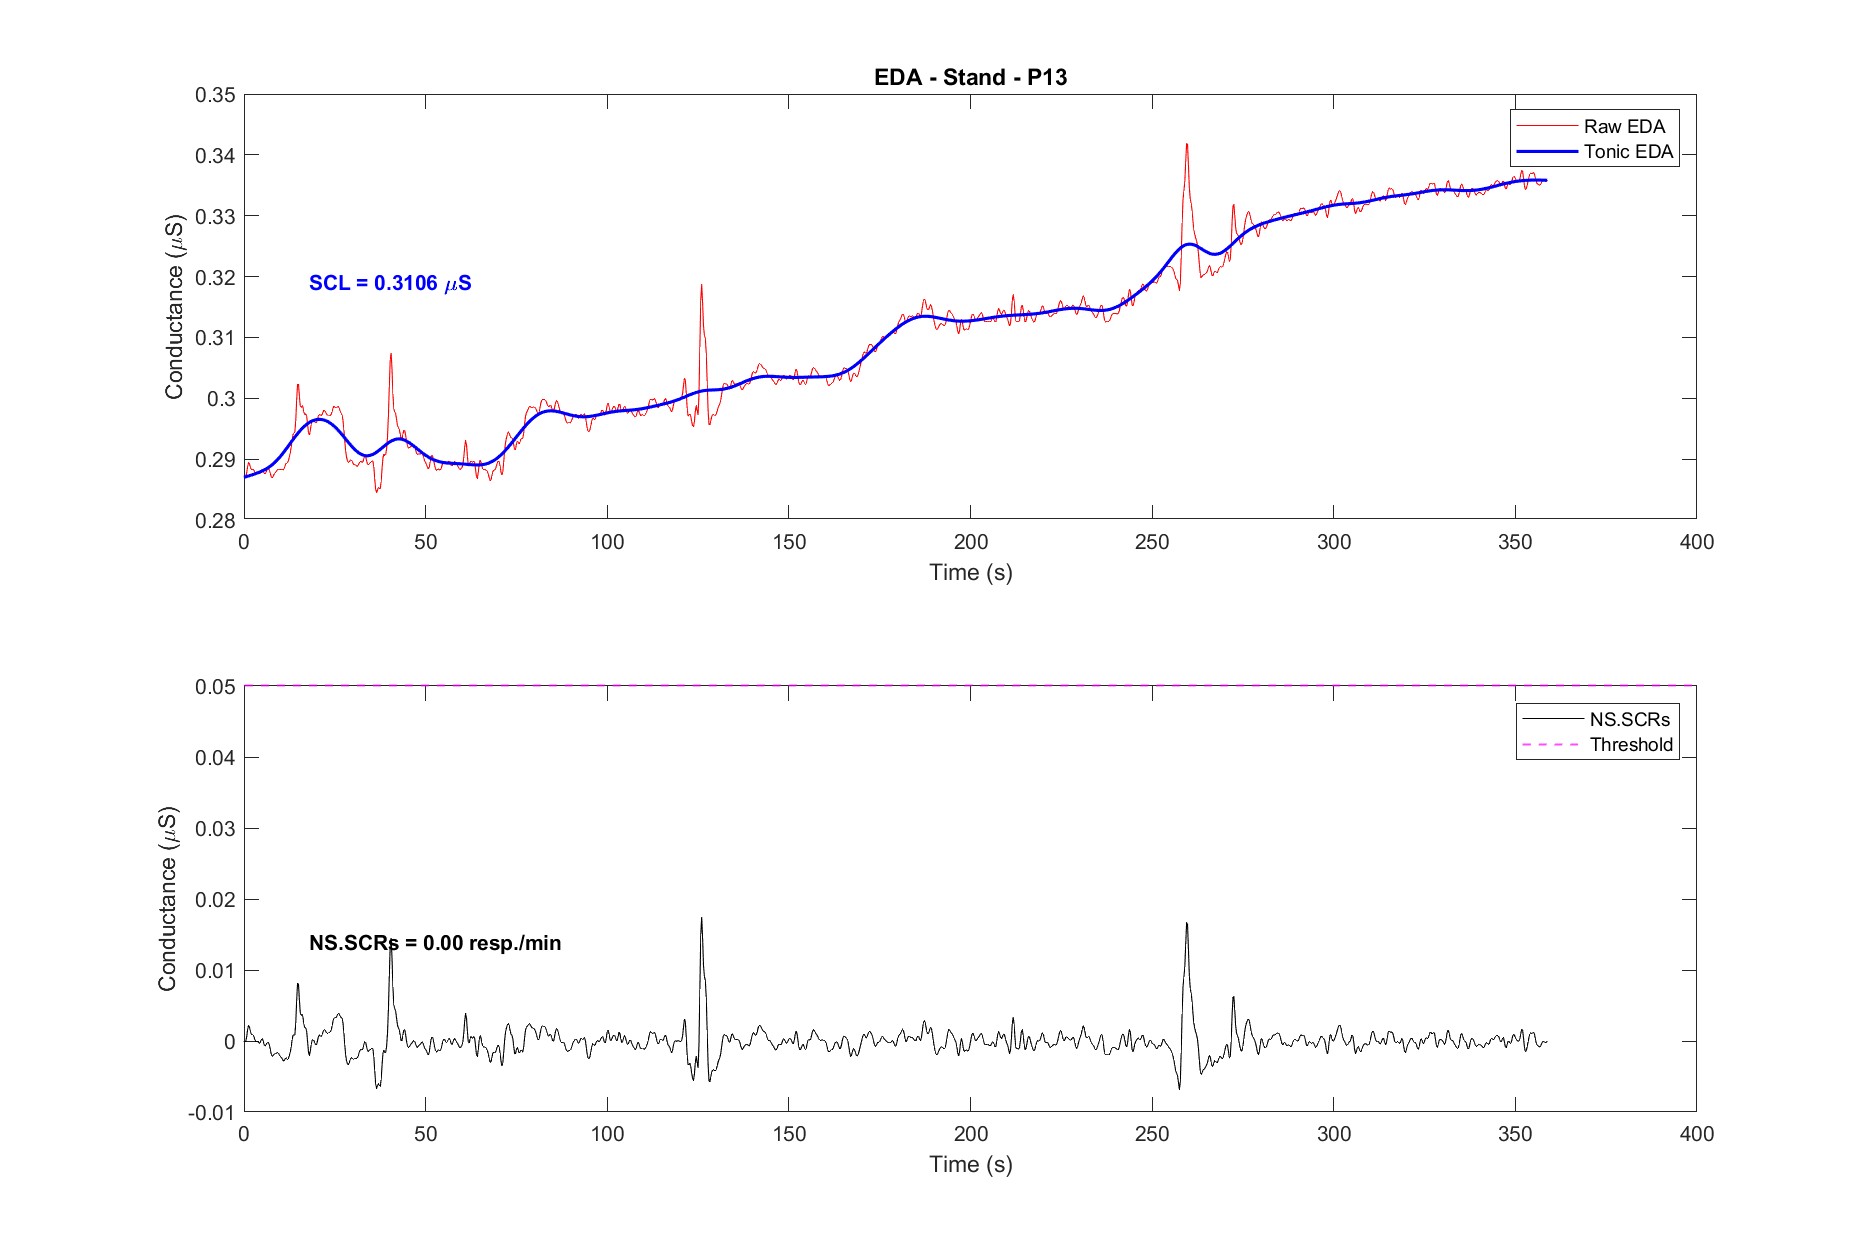 EDA - Stand - P13
0.35
0.34
0.33
0.32
0.31
0.3
0.29
0.28
Conductance (μS)
Raw EDA
Tonic EDA
SCL = 0.3106 μS
0 50 100 150 200 250 300 350 400
Time (s)
0.05
0.04
0.03
0.02
0.01
0
-0.01
Conductance (μS)
NS.SCRs
Threshold
NS.SCRs = 0.00 resp./min
0 50 100 150 200 250 300 350 400
Time (s)